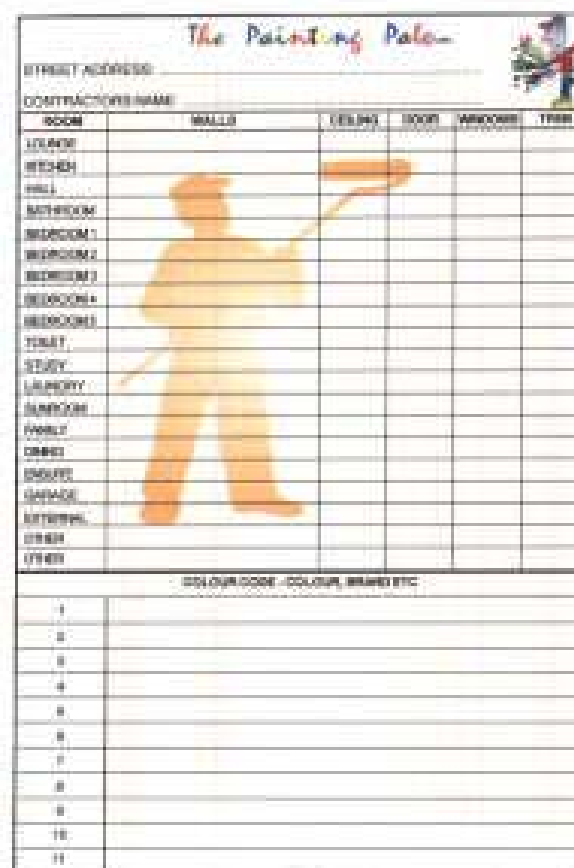 The Painting Pales
STREET ADDRESS
CONTRACTORS NAME
ROOM WALLS CEILING DOOR WINDOWS TRIM
LOUNGE
KITCHEN
HALL
BATHROOM
BEDROOM 1
BEDROOM 2
BEDROOM 3
BEDROOM 4
BEDROOM 5
TOILET
STUDY
LAUNDRY
SUNROOM
FAMILY
DINING
ENSUITE
GARAGE
EXTERNAL
OTHER
OTHER
COLOUR CODE - COLOUR, BRAND ETC
1
2
3
4
5
6
7
8
9
10
11